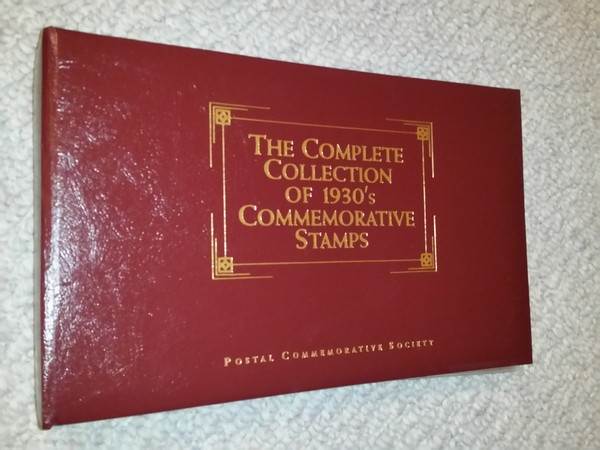 The Complete
Collection
of 1930's
Commemorative
Stamps
Postal Commemorative Society